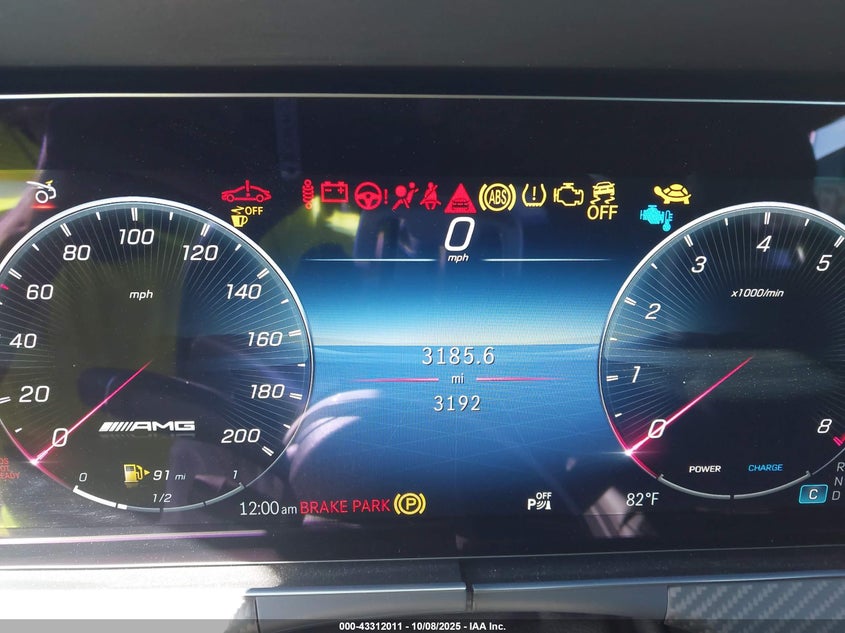 OFF
ABS
OFF
0
mph
0 20 40 60 80 100 120 140 160 180 200
mph
AMG
0 1/2 1
91 mi
3185.6
mi
3192
0 1 2 3 4 5 8
x1000/min
POWER CHARGE
12:00 am BRAKE PARK P
OFF
P
82°F
C
R
N
D
000-43312011 - 10/08/2025 - IAA Inc.